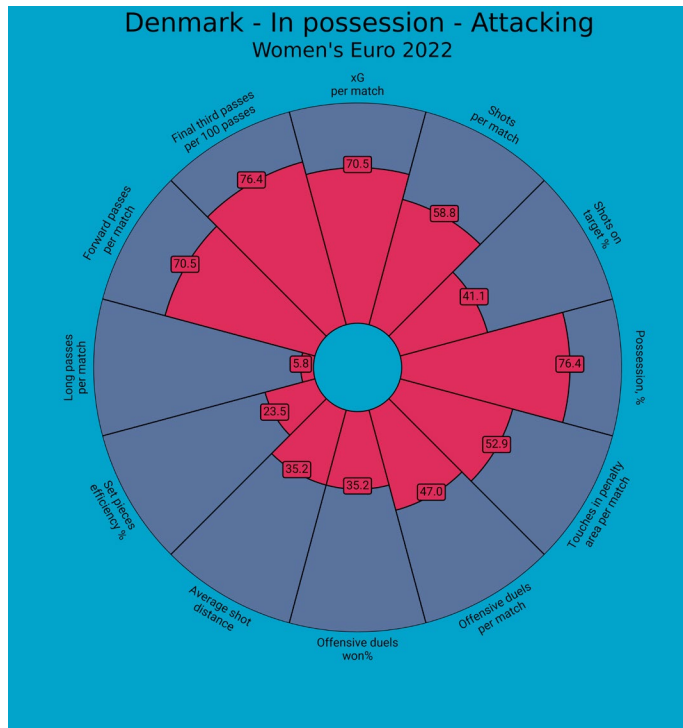 Denmark - In possession - Attacking
Women's Euro 2022
xG
per match
70.5
Shots
per match
58.8
Shots on
target %
41.1
Possession, %
76.4
Touches in penalty
area per match
52.9
Offensive duels
per match
47.0
Offensive duels
won%
35.2
Average shot
distance
35.2
Set pieces
efficiency %
23.5
Long passes
per match
5.8
Forward passes
per match
70.5
Final third passes
per 100 passes
76.4